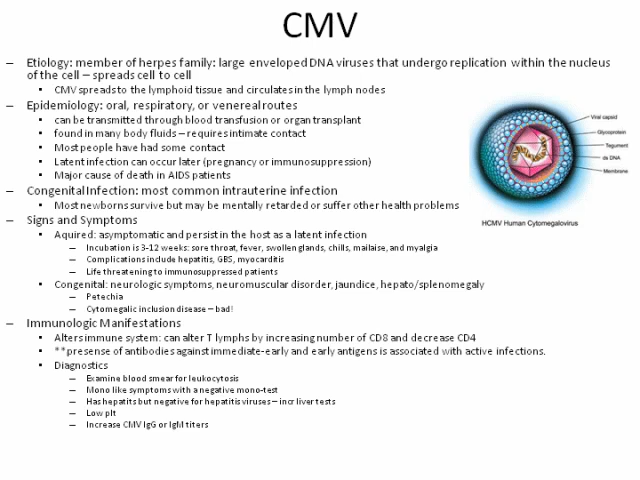 CMV
– Etiology: member of herpes family: large enveloped DNA viruses that undergo replication within the nucleus
of the cell – spreads cell to cell
• CMV spreads to the lymphoid tissue and circulates in the lymph nodes
– Epidemiology: oral, respiratory, or venereal routes
• can be transmitted through blood transfusion or organ transplant
• found in many body fluids – requires intimate contact
• Most people have had some contact
• Latent infection can occur later (pregnancy or immunosuppression)
• Major cause of death in AIDS patients
– Congenital Infection: most common intrauterine infection
• Most newborns survive but may be mentally retarded or suffer other health problems
– Signs and Symptoms
• Aquired: asymptomatic and persist in the host as a latent infection
– Incubation is 3-12 weeks: sore throat, fever, swollen glands, chills, mailaise, and myalgia
– Complications include hepatitis, GBS, myocarditis
– Life threatening to immunosuppressed patients
• Congenital: neurologic symptoms, neuromuscular disorder, jaundice, hepato/splenomegaly
– Petechia
– Cytomegalic inclusion disease – bad!
– Immunologic Manifestations
• Alters immune system: can alter T lymphs by increasing number of CD8 and decrease CD4
• **presense of antibodies against immediate-early and early antigens is associated with active infections.
• Diagnostics
– Examine blood smear for leukocytosis
– Mono like symptoms with a negative mono-test
– Has hepatits but negative for hepatitis viruses – incr liver tests
– Low plt
– Increase CMV IgG or IgM titers
Viral capsid
Glycoprotein
Tegument
ds DNA
Membrane
HCMV Human Cytomegalovirus